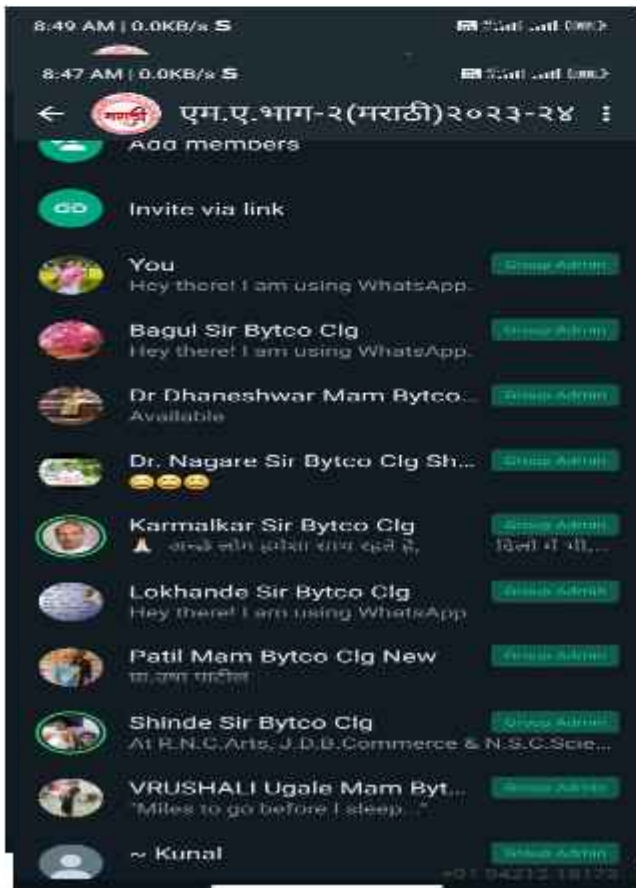 8:49 AM | 0.0KB/s
8:47 AM | 0.0KB/s
मराठी
एम.ए.भाग-२(मराठी)२०२३-२४
Add members
Invite via link
You
Group Admin
Hey there! I am using WhatsApp.
Bagul Sir Bytco Clg
Group Admin
Hey there! I am using WhatsApp.
Dr Dhaneshwar Mam Bytco...
Group Admin
Available
Dr. Nagare Sir Bytco Clg Sh...
Group Admin
😄😄😄
Karmalkar Sir Bytco Clg
Group Admin
🙏 अच्छे लोग हमेशा साथ रहते है, दिलों में भी,...
Lokhande Sir Bytco Clg
Group Admin
Hey there! I am using WhatsApp
Patil Mam Bytco Clg New
Group Admin
प्रा.उषा पाटील
Shinde Sir Bytco Clg
Group Admin
At R.N.C.Arts, J.D.B.Commerce & N.S.C.Scie...
VRUSHALI Ugale Mam Byt...
Group Admin
"Miles to go before I sleep..."
~ Kunal
Group Admin